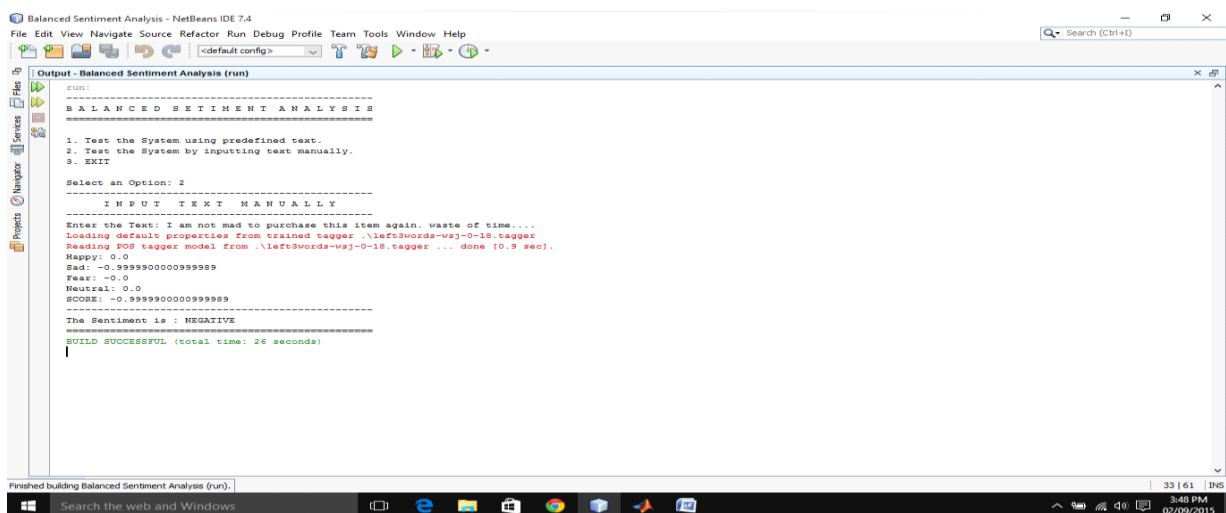 Balanced Sentiment Analysis - NetBeans IDE 7.4
File Edit View Navigate Source Refactor Run Debug Profile Team Tools Window Help
Search (Ctrl+I)
<default config>
Output - Balanced Sentiment Analysis (run)
Files
Services
Navigator
Projects
run:
B A L A N C E D S E T I M E N T A N A L Y S I S
1. Test the System using predefined text.
2. Test the System by inputting text manually.
3. EXIT
Select an Option: 2
I N P U T T E X T M A N U A L L Y
Enter the Text: I am not mad to purchase this item again. waste of time....
Loading default properties from trained tagger .\left3words-wsj-0-18.tagger
Reading POS tagger model from .\left3words-wsj-0-18.tagger ... done [0.9 sec].
Happy: 0.0
Sad: -0.9999900000999989
Fear: -0.0
Neutral: 0.0
SCORE: -0.9999900000999989
The Sentiment is : NEGATIVE
BUILD SUCCESSFUL (total time: 26 seconds)
Finished building Balanced Sentiment Analysis (run).
33 | 61 INS
Search the web and Windows
3:48 PM
02/09/2015